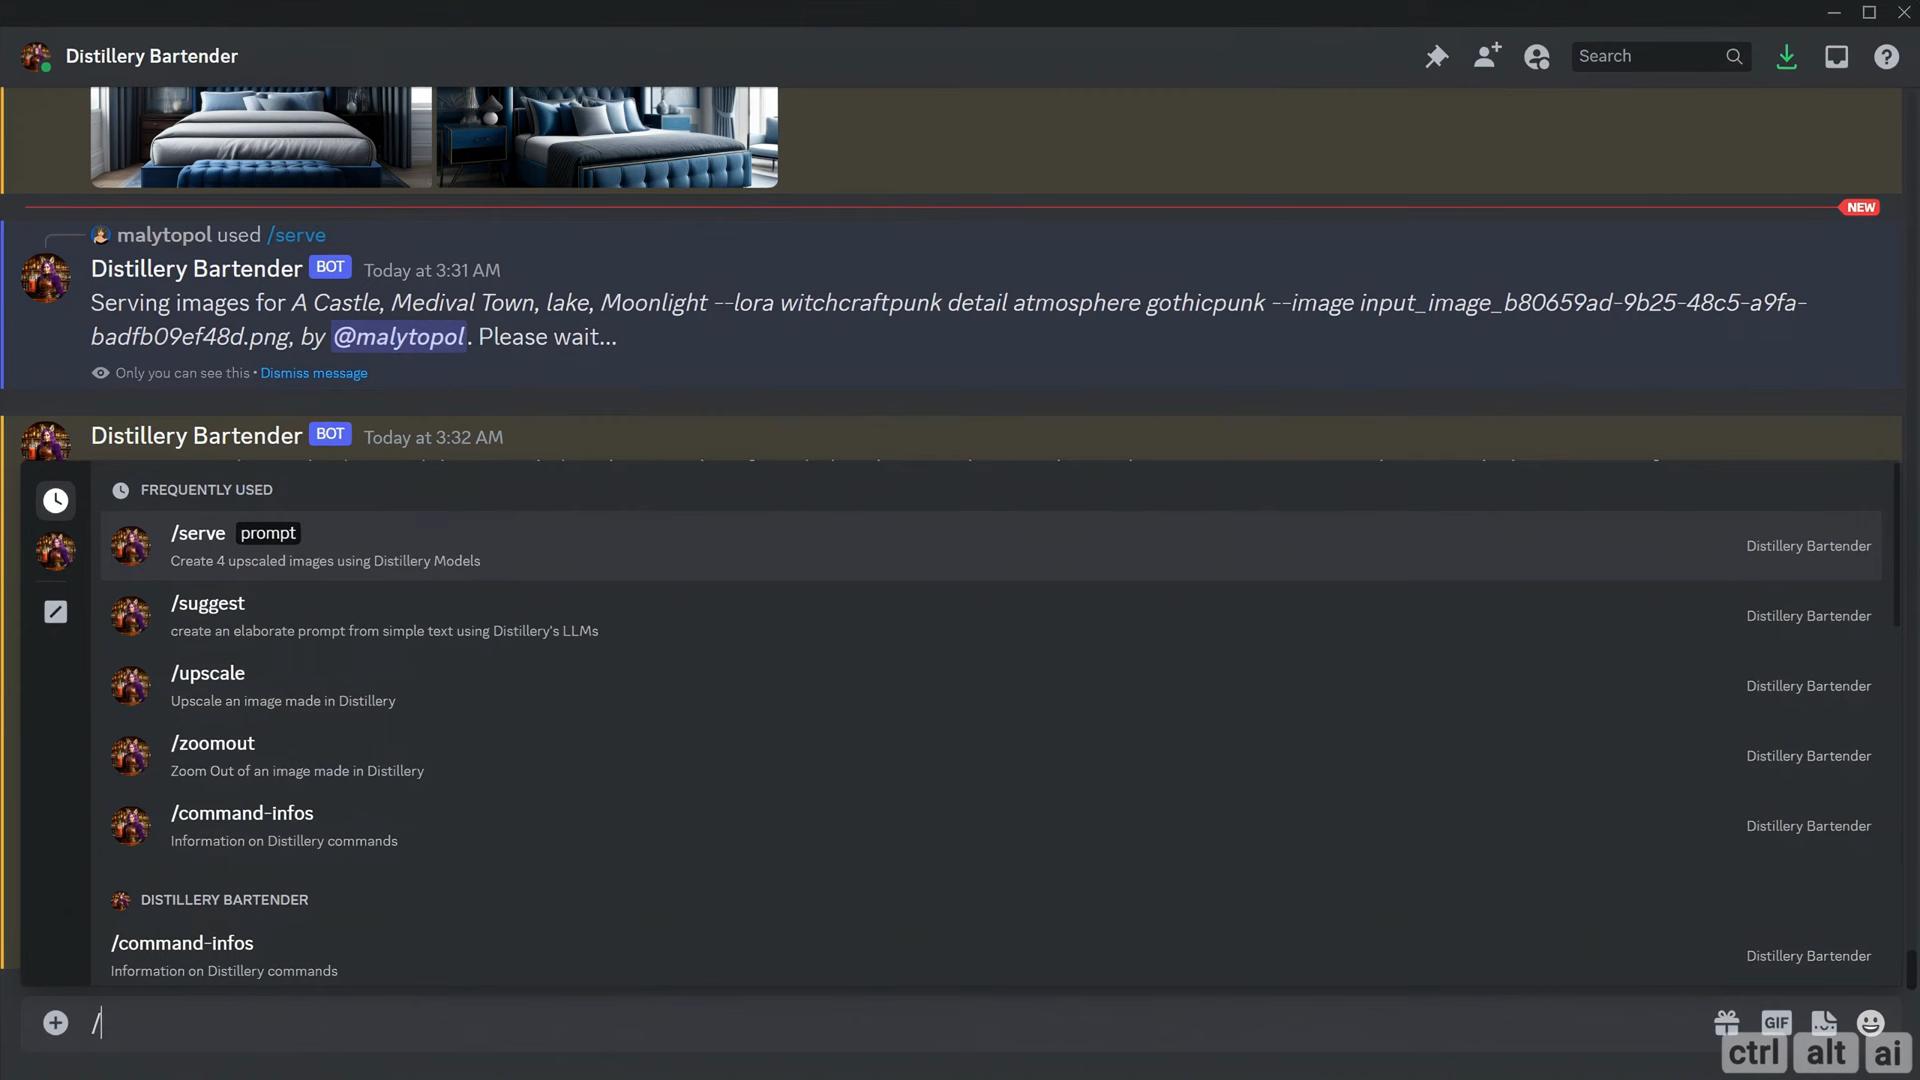 Distillery Bartender
Search
NEW
malytopol used /serve
Distillery Bartender BOT Today at 3:31 AM
Serving images for A Castle, Medival Town, lake, Moonlight --lora witchcraftpunk detail atmosphere gothicpunk --image input_image_b80659ad-9b25-48c5-a9fa-
badfb09ef48d.png, by @malytopol. Please wait...
Only you can see this • Dismiss message
Distillery Bartender BOT Today at 3:32 AM
FREQUENTLY USED
/serve prompt
Create 4 upscaled images using Distillery Models
Distillery Bartender
/suggest
create an elaborate prompt from simple text using Distillery's LLMs
Distillery Bartender
/upscale
Upscale an image made in Distillery
Distillery Bartender
/zoomout
Zoom Out of an image made in Distillery
Distillery Bartender
/command-infos
Information on Distillery commands
Distillery Bartender
DISTILLERY BARTENDER
/command-infos
Information on Distillery commands
Distillery Bartender
/
GIF
ctrl alt ai